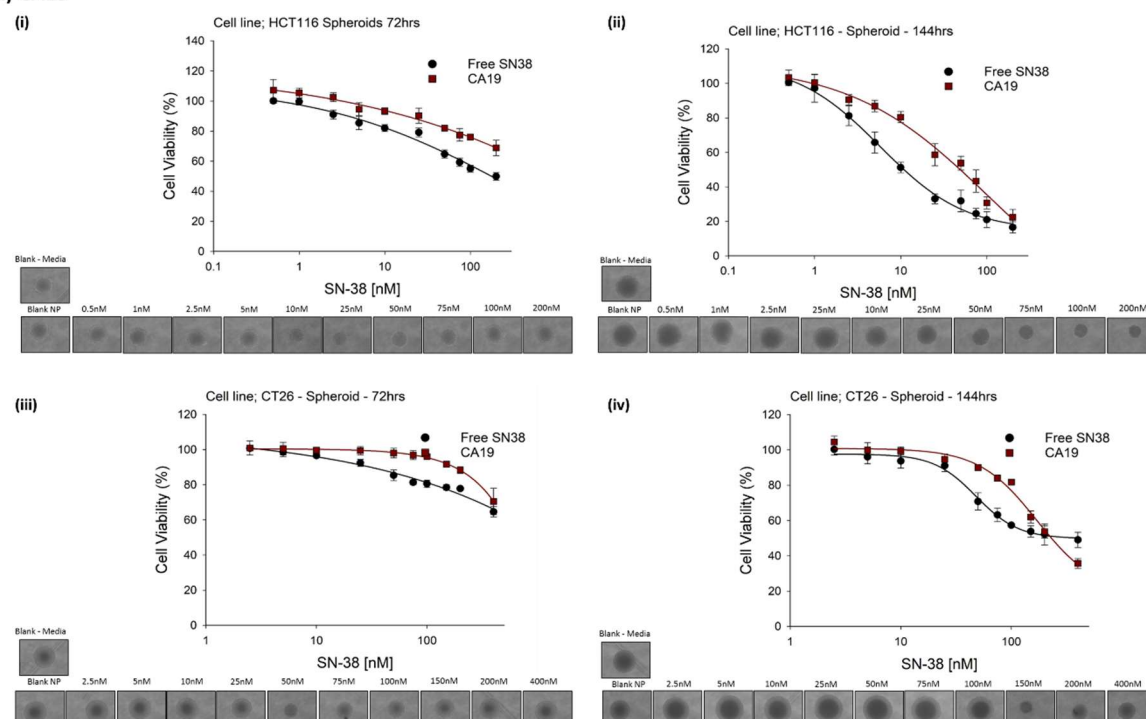 (i)
Cell line; HCT116 Spheroids 72hrs
140
120
100
80
60
40
20
0
Cell Viability (%)
Free SN38
CA19
0.1 1 10 100
SN-38 [nM]
Blank - Media
Blank NP 0.5nM 1nM 2.5nM 5nM 10nM 25nM 50nM 75nM 100nM 200nM
(ii)
Cell line; HCT116 - Spheroid - 144hrs
120
100
80
60
40
20
0
Cell Viability (%)
Free SN38
CA19
0.1 1 10 100
SN-38 [nM]
Blank - Media
Blank NP 0.5nM 1nM 2.5nM 25nM 10nM 25nM 50nM 75nM 100nM 200nM
(iii)
Cell line; CT26 - Spheroid - 72hrs
120
100
80
60
40
20
0
Cell Viability (%)
Free SN38
CA19
1 10 100
SN-38 [nM]
Blank - Media
Blank NP 2.5nM 5nM 10nM 25nM 50nM 75nM 100nM 150nM 200nM 400nM
(iv)
Cell line; CT26 - Spheroid - 144hrs
120
100
80
60
40
20
0
Cell Viability (%)
Free SN38
CA19
1 10 100
SN-38 [nM]
Blank - Media
Blank NP 2.5nM 5nM 10nM 25nM 50nM 75nM 100nM 150nM 200nM 400nM